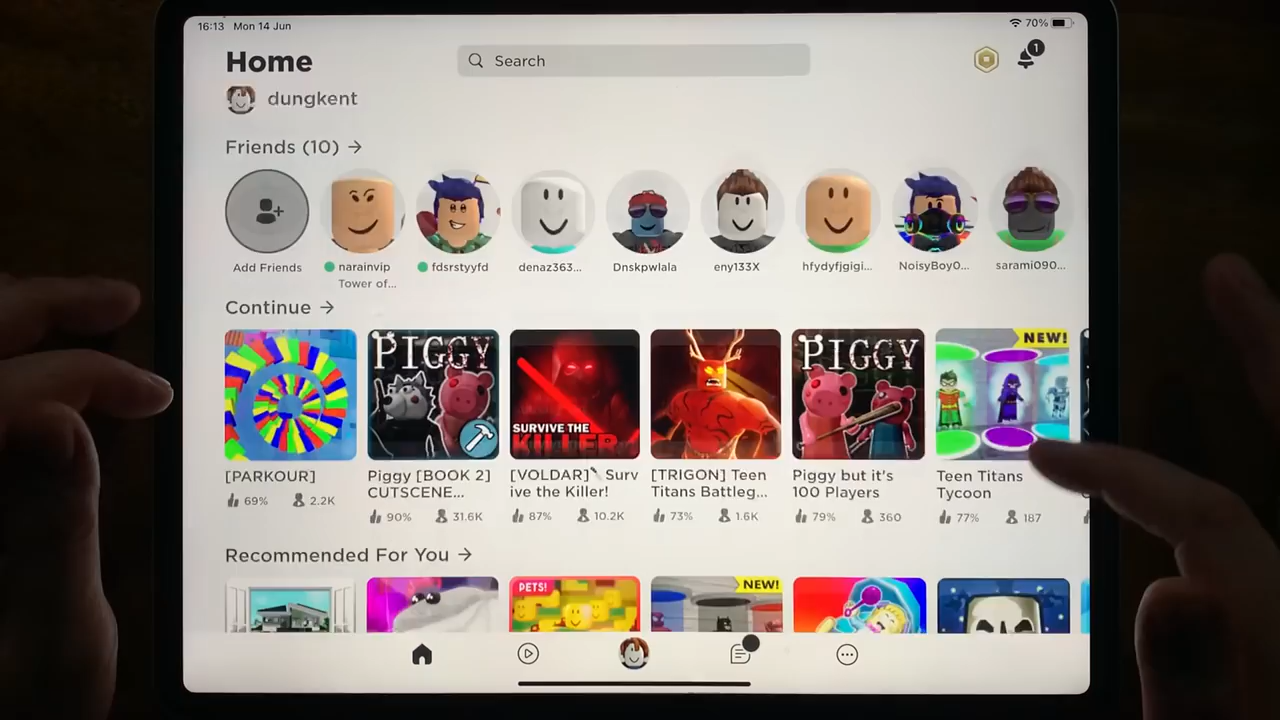 16:13 Mon 14 Jun
70%
Home
Search
1
dungkent
Friends (10) →
Add Friends
narainvip
Tower of...
fdsrstyyfd
denaz363...
Dnskpwlala
eny133X
hfydyfjgigi...
NoisyBoy0...
sarami090...
Continue →
PIGGY
SURVIVE THE
KILLER
PIGGY
NEW!
[PARKOUR]
69% 2.2K
Piggy [BOOK 2]
CUTSCENE...
90% 31.6K
[VOLDAR] Surv
ive the Killer!
87% 10.2K
[TRIGON] Teen
Titans Battleg...
73% 1.6K
Piggy but it's
100 Players
79% 360
Teen Titans
Tycoon
77% 187
Recommended For You →
PETS!
NEW!